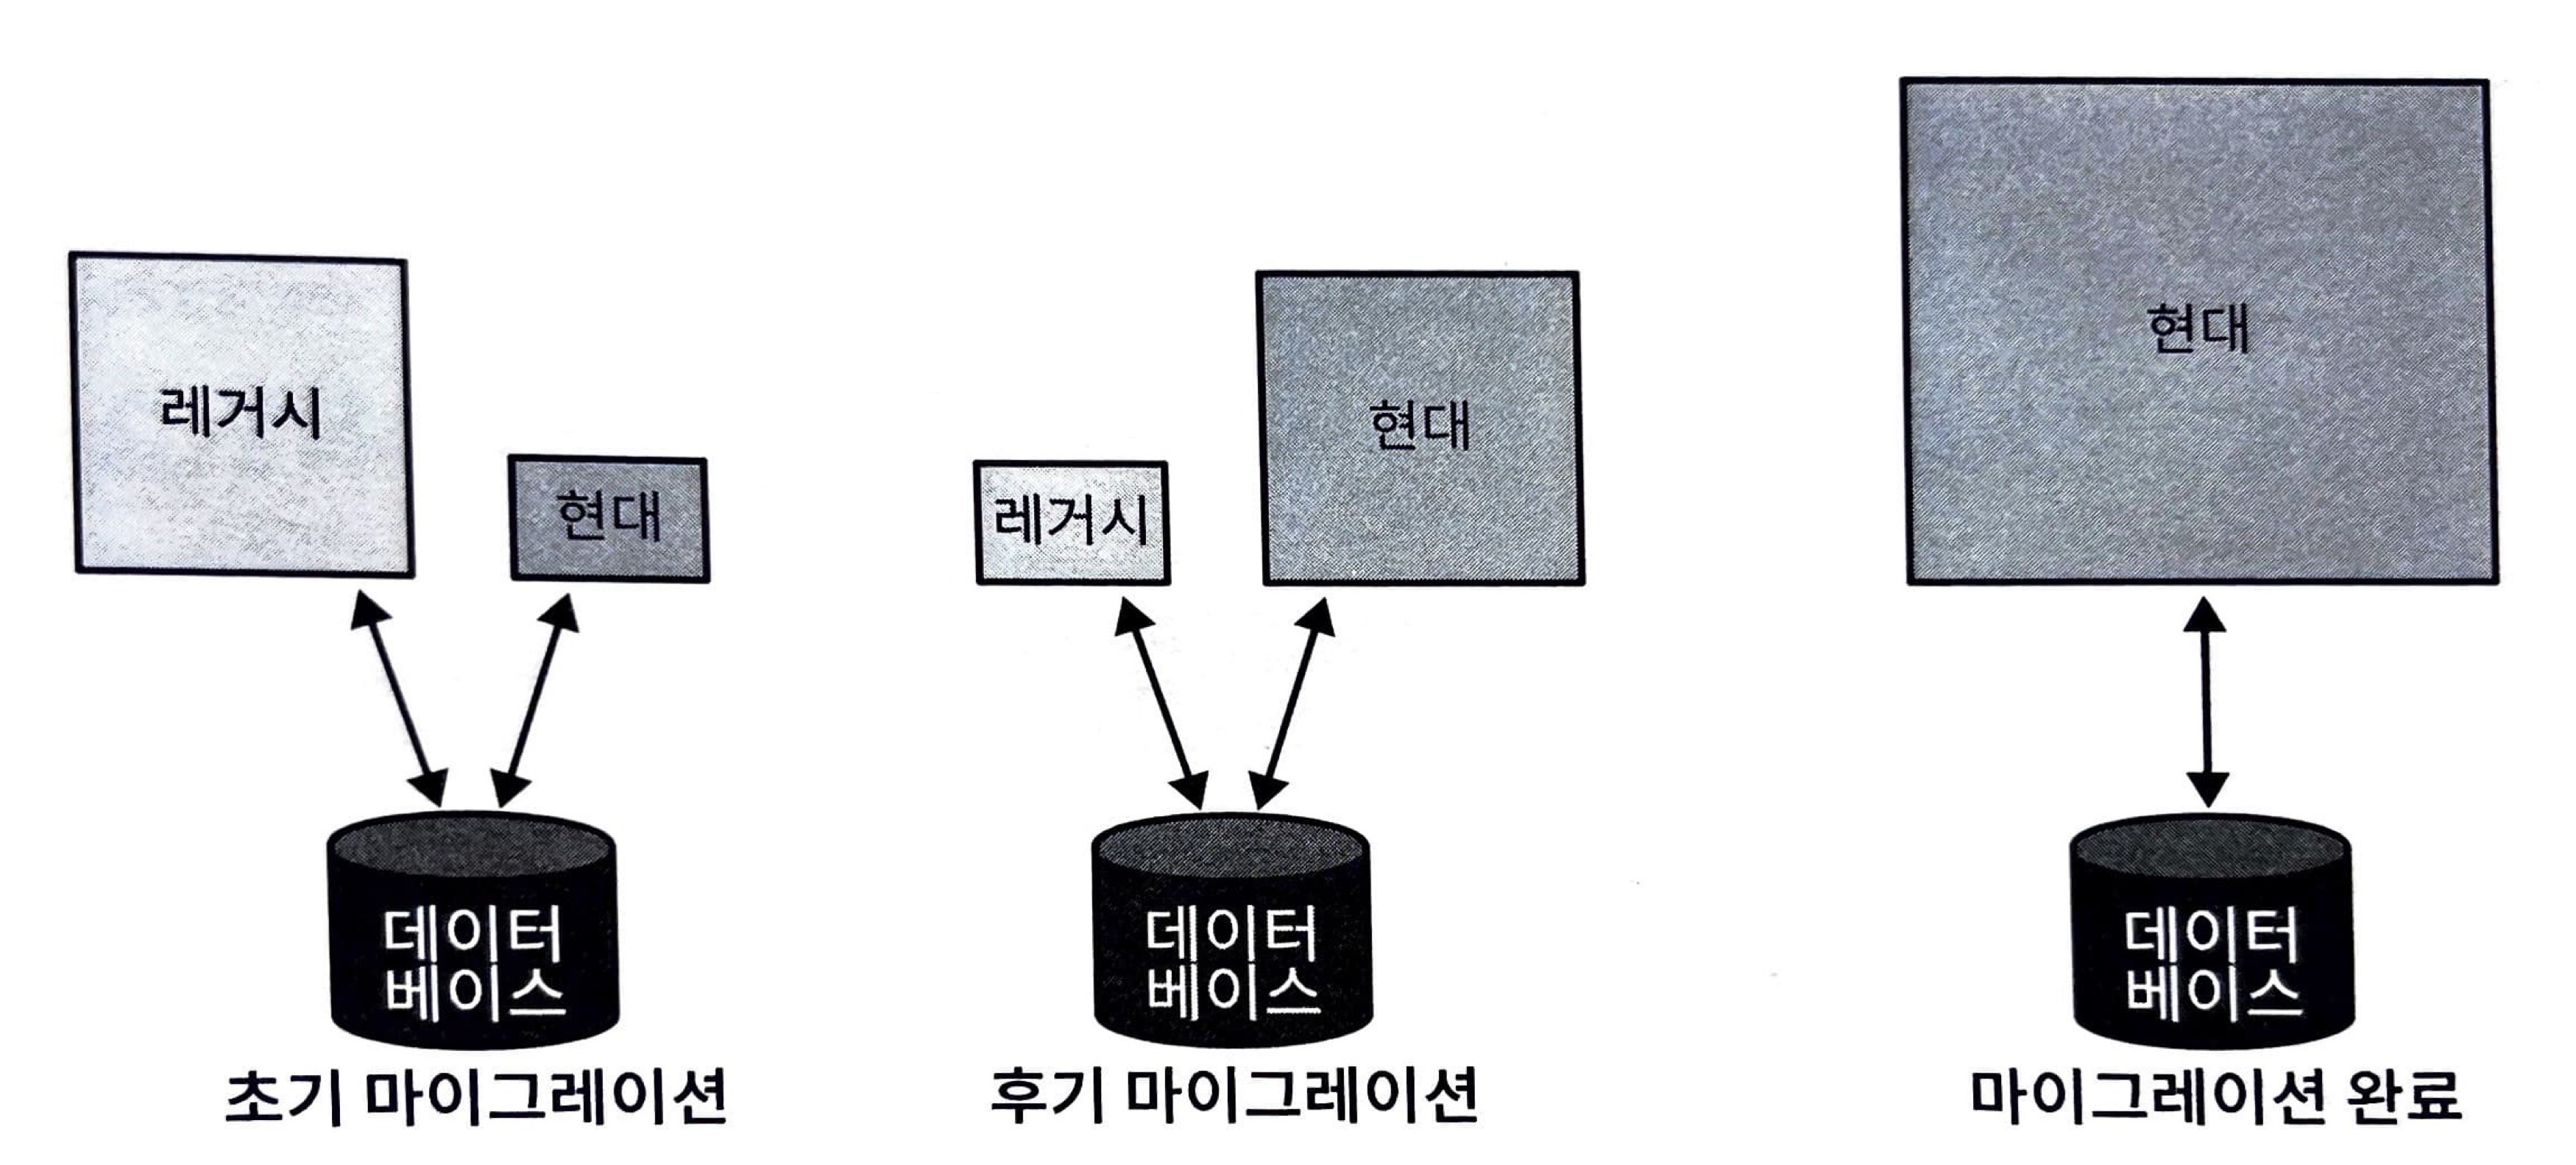 레거시
현대
데이터
베이스
초기 마이그레이션
레거시
현대
데이터
베이스
후기 마이그레이션
현대
데이터
베이스
마이그레이션 완료